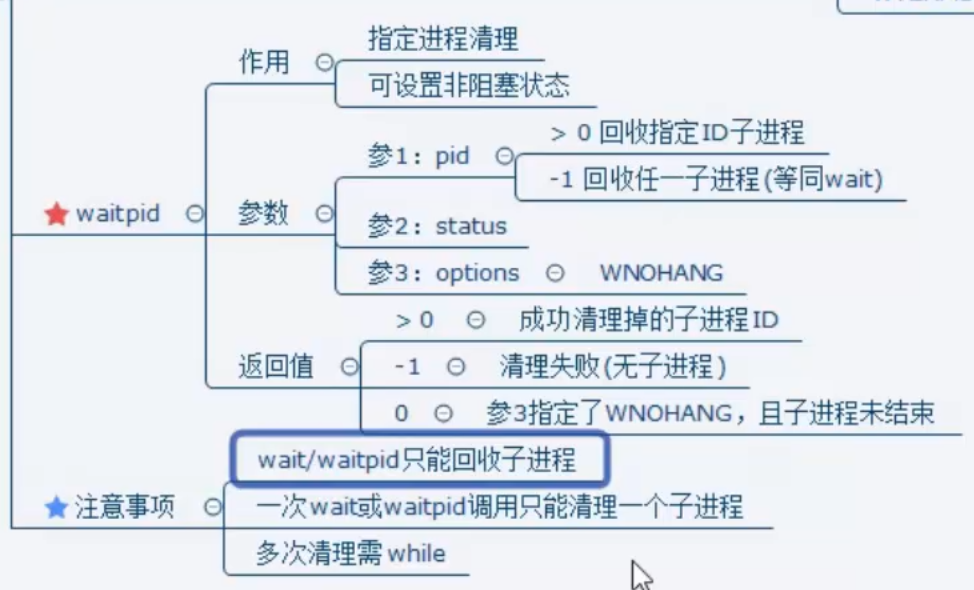 作用
指定进程清理
可设置非阻塞状态
waitpid
参数
参1：pid
> 0 回收指定ID子进程
-1 回收任一子进程(等同wait)
参2：status
参3：options
WNOHANG
返回值
> 0
成功清理掉的子进程ID
-1
清理失败(无子进程)
0
参3指定了WNOHANG，且子进程未结束
注意事项
wait/waitpid只能回收子进程
一次wait或waitpid调用只能清理一个子进程
多次清理需while